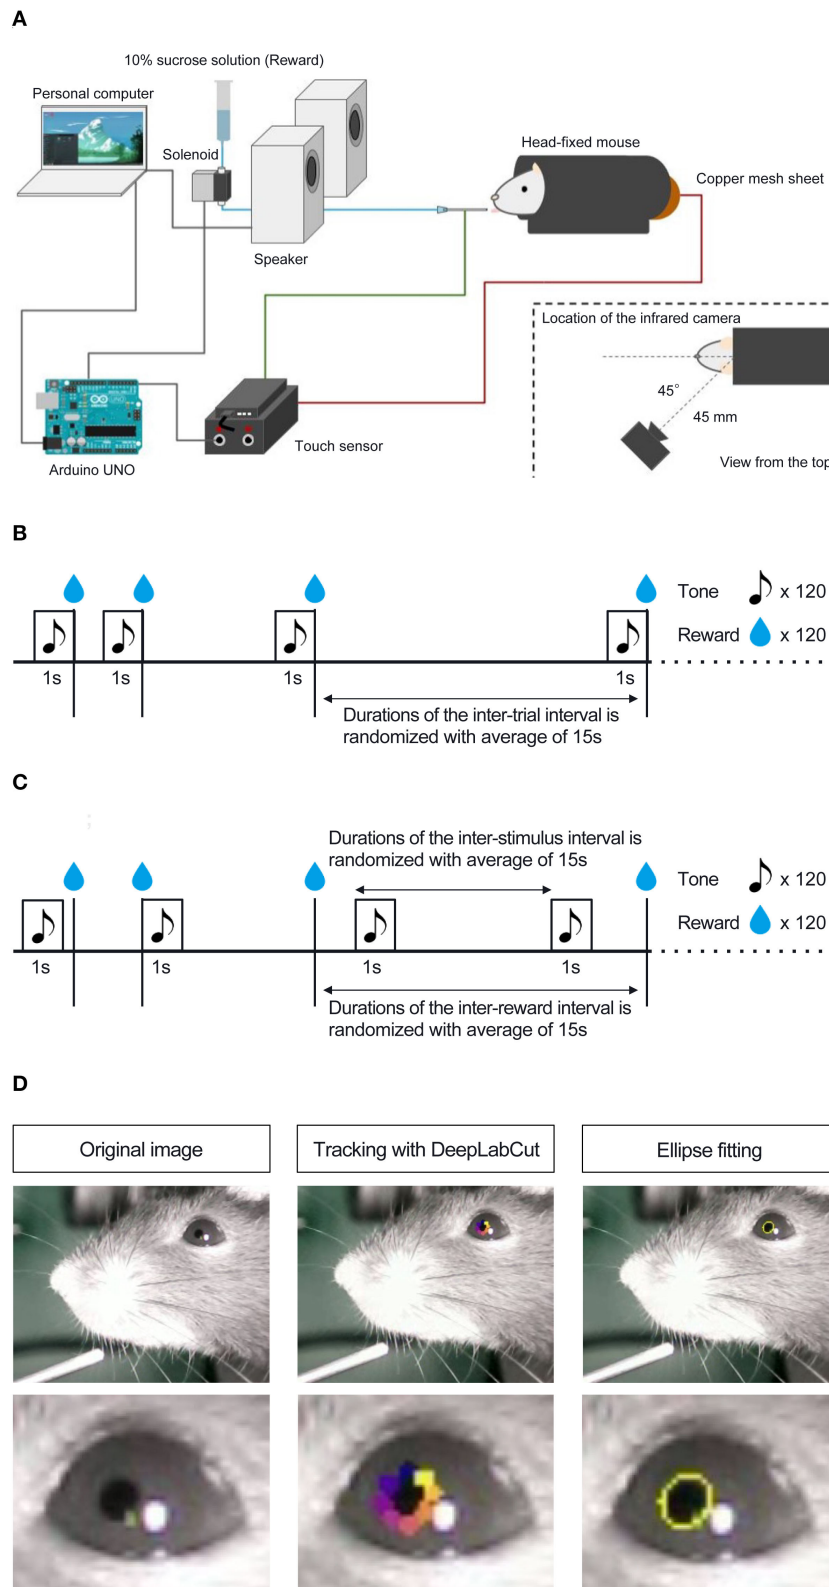 A
10% sucrose solution (Reward)
Personal computer
Solenoid
Head-fixed mouse
Copper mesh sheet
Speaker
Location of the infrared camera
45°
45 mm
Touch sensor
View from the top
Arduino UNO
B
Tone x 120
Reward x 120
1s 1s 1s 1s
Durations of the inter-trial interval is
randomized with average of 15s
C
Durations of the inter-stimulus interval is
randomized with average of 15s
Tone x 120
Reward x 120
1s 1s 1s 1s
Durations of the inter-reward interval is
randomized with average of 15s
D
Original image
Tracking with DeepLabCut
Ellipse fitting